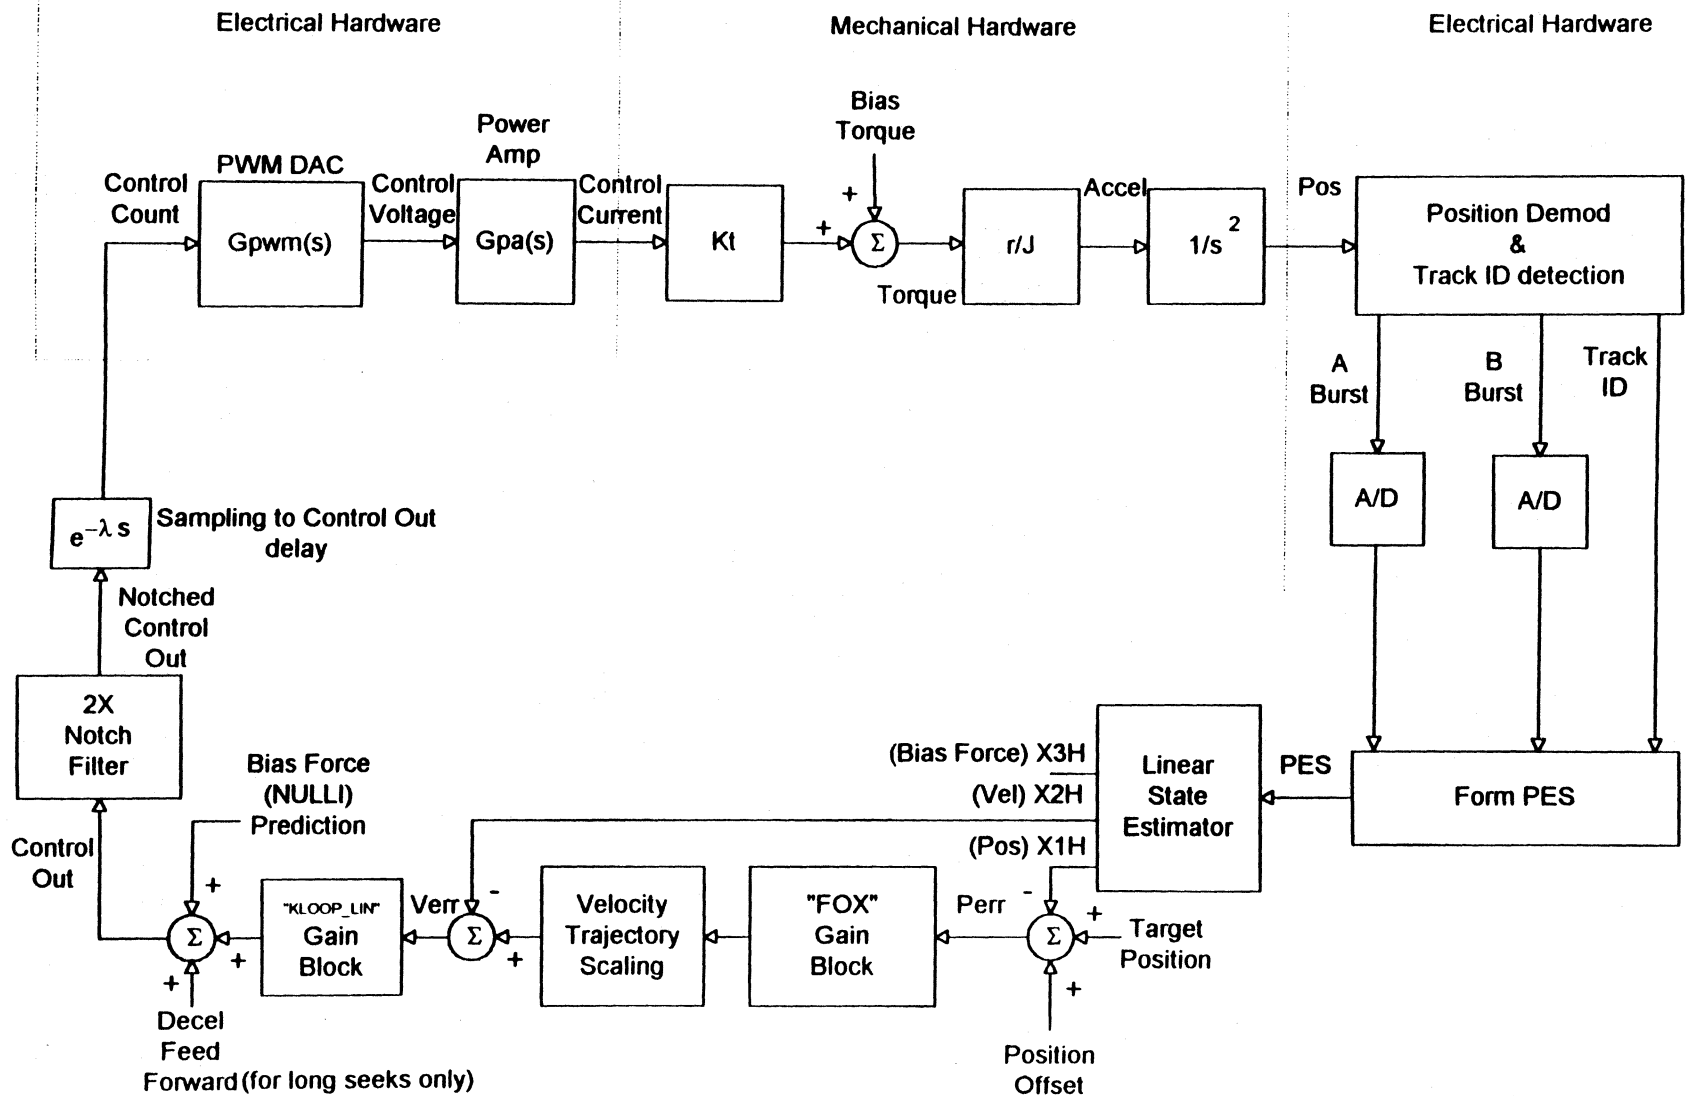 Electrical Hardware
Mechanical Hardware
Electrical Hardware
Bias
Torque
Power
Amp
PWM DAC
Control
Count
Control
Voltage
Control
Current
Accel
Pos
Gpwm(s)
Gpa(s)
Kt
+
+
Σ
Torque
r/J
1/s 2
Position Demod
&
Track ID detection
A
Burst
B
Burst
Track
ID
A/D
A/D
e−λ s
Sampling to Control Out
delay
Notched
Control
Out
2X
Notch
Filter
Bias Force
(NULLI)
Prediction
Control
Out
(Bias Force) X3H
(Vel) X2H
(Pos) X1H
Linear
State
Estimator
PES
Form PES
+
Σ
+
+
"KLOOP_LIN"
Gain
Block
Verr
-
Σ
+
Velocity
Trajectory
Scaling
"FOX"
Gain
Block
Perr
-
Σ
+
+
Target
Position
Decel
Feed
Forward (for long seeks only)
Position
Offset